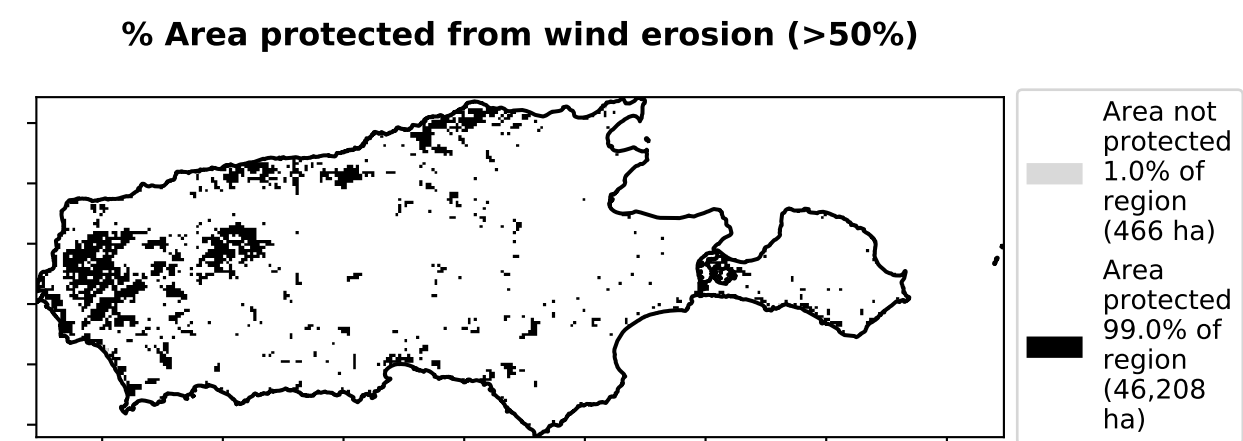 % Area protected from wind erosion (>50%)
Area not
protected
1.0% of
region
(466 ha)
Area
protected
99.0% of
region
(46,208
ha)